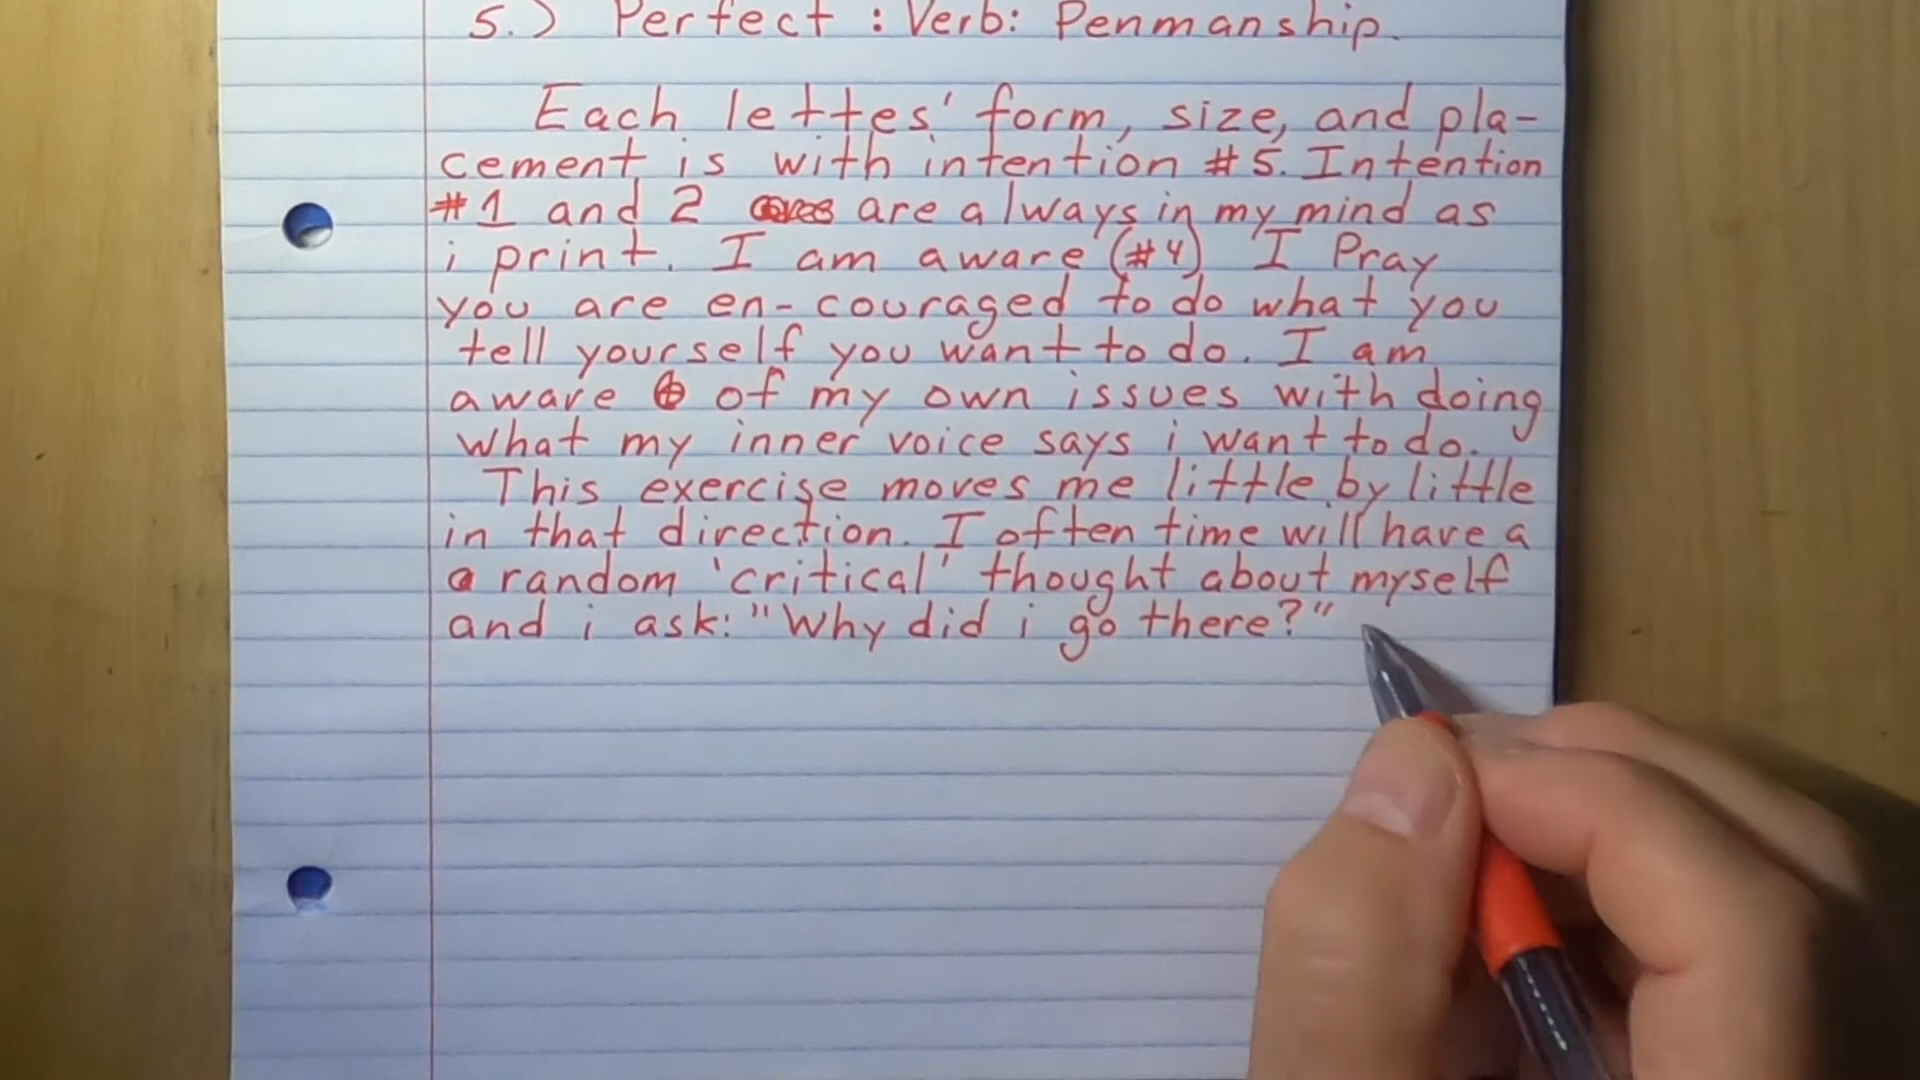 5.) Perfect : Verb: Penmanship.
Each lettes' form, size, and pla-
cement is with intention #5. Intention
#1 and 2 are always in my mind as
i print. I am aware (#4) I Pray
you are en-couraged to do what you
tell yourself you want to do. I am
aware of my own issues with doing
what my inner voice says i want to do.
This exercise moves me little by little
in that direction. I often time will have a
a random 'critical' thought about myself
and i ask: "Why did i go there?"